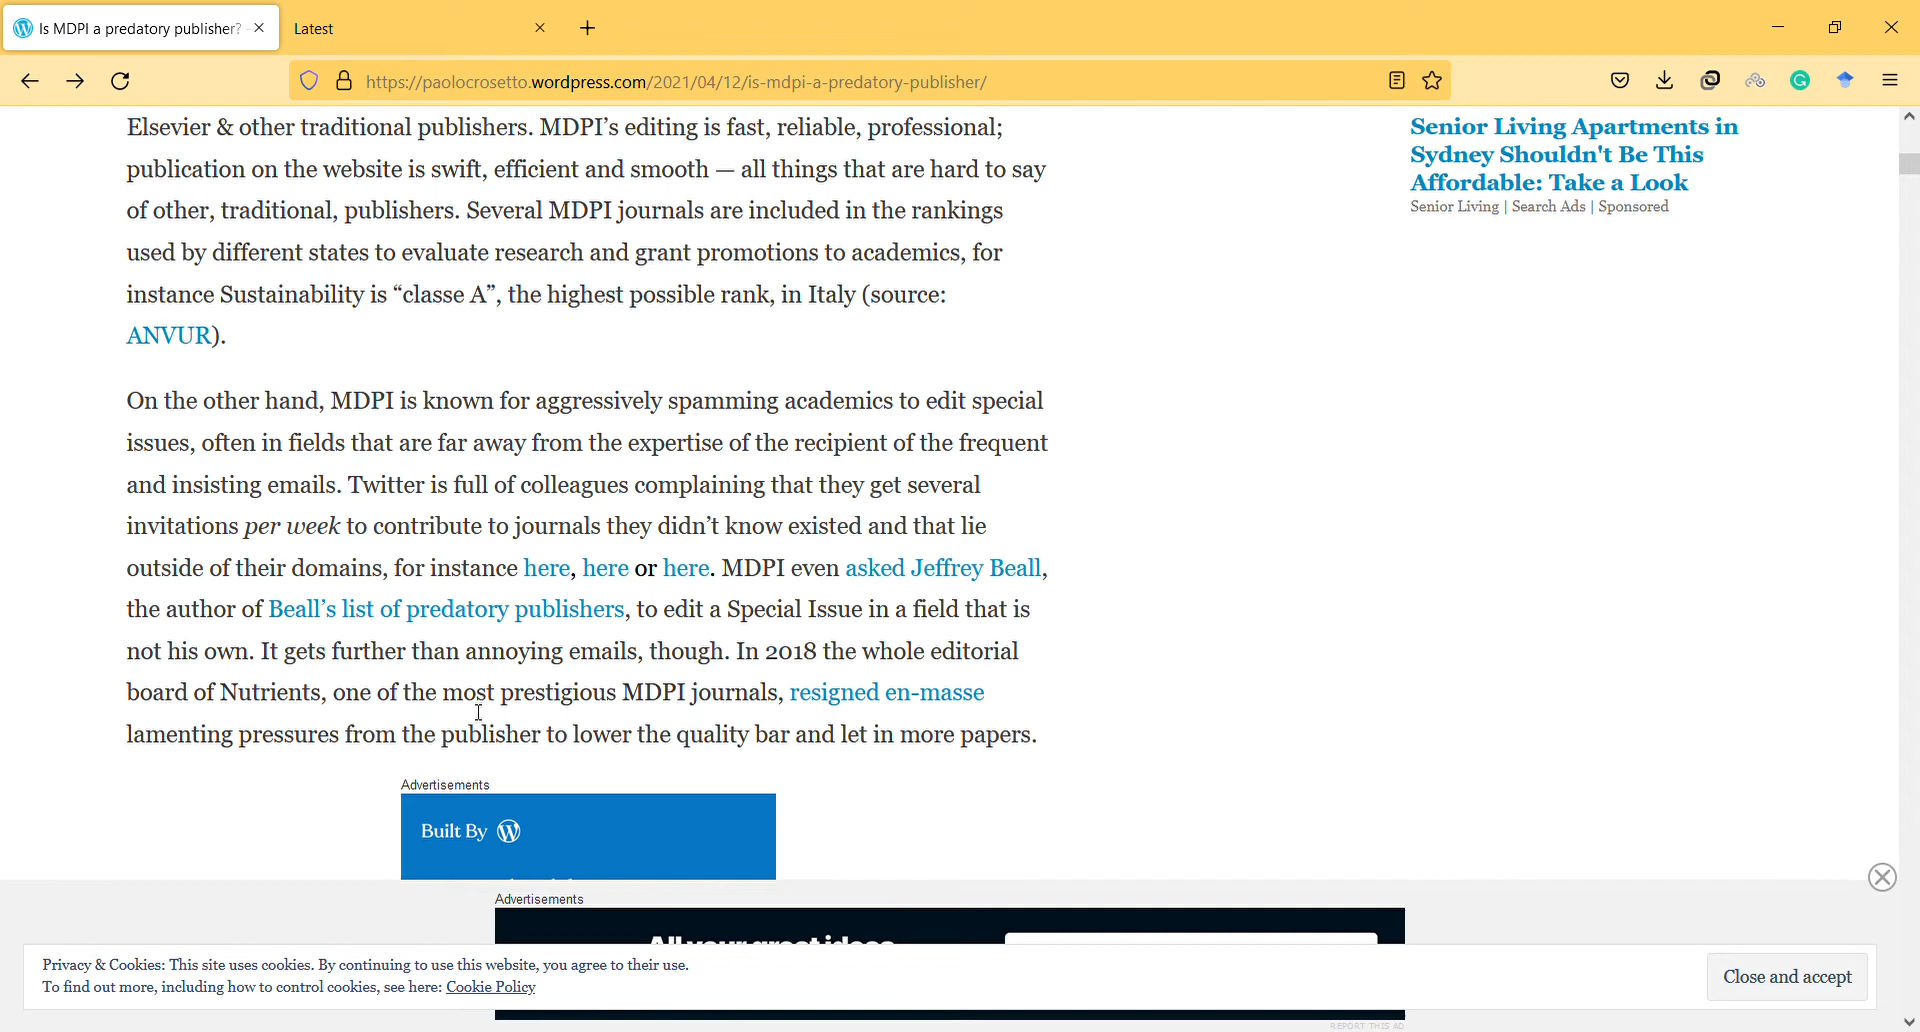 Is MDPI a predatory publisher?
Latest
https://paolocrosetto.wordpress.com/2021/04/12/is-mdpi-a-predatory-publisher/
Elsevier & other traditional publishers. MDPI’s editing is fast, reliable, professional;
publication on the website is swift, efficient and smooth — all things that are hard to say
of other, traditional, publishers. Several MDPI journals are included in the rankings
used by different states to evaluate research and grant promotions to academics, for
instance Sustainability is “classe A”, the highest possible rank, in Italy (source:
ANVUR).
On the other hand, MDPI is known for aggressively spamming academics to edit special
issues, often in fields that are far away from the expertise of the recipient of the frequent
and insisting emails. Twitter is full of colleagues complaining that they get several
invitations per week to contribute to journals they didn’t know existed and that lie
outside of their domains, for instance here, here or here. MDPI even asked Jeffrey Beall,
the author of Beall’s list of predatory publishers, to edit a Special Issue in a field that is
not his own. It gets further than annoying emails, though. In 2018 the whole editorial
board of Nutrients, one of the most prestigious MDPI journals, resigned en-masse
lamenting pressures from the publisher to lower the quality bar and let in more papers.
Senior Living Apartments in
Sydney Shouldn't Be This
Affordable: Take a Look
Senior Living | Search Ads | Sponsored
Advertisements
Built By
Advertisements
All your great ideas
Privacy & Cookies: This site uses cookies. By continuing to use this website, you agree to their use.
To find out more, including how to control cookies, see here: Cookie Policy
Close and accept
REPORT THIS AD